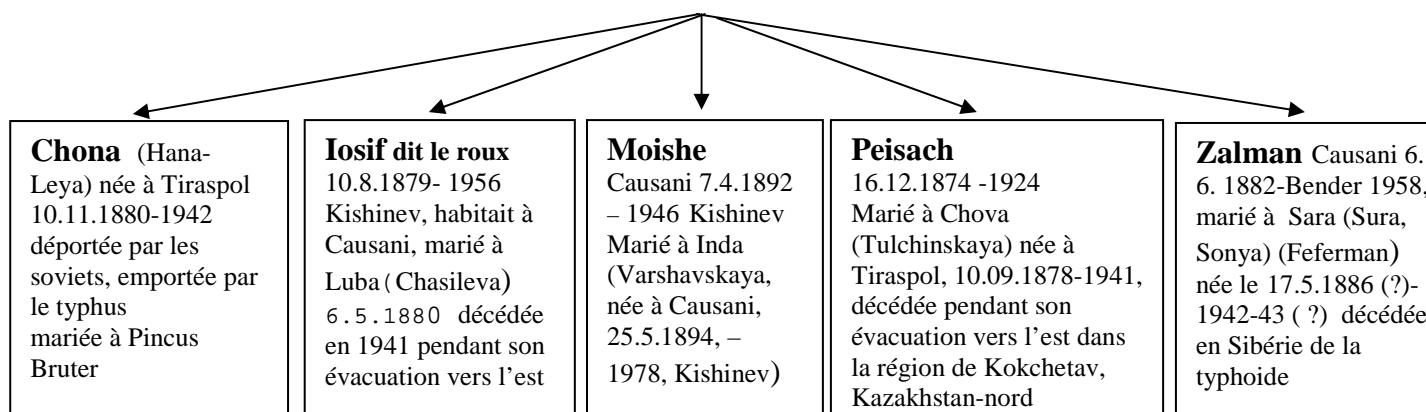 Chona (Hana-
Leya) née à Tiraspol
10.11.1880-1942
déportée par les
soviets, emportée par
le typhus
mariée à Pincus
Bruter
Iosif dit le roux
10.8.1879- 1956
Kishinev, habitait à
Causani, marié à
Luba(Chasileva)
6.5.1880 décédée
en 1941 pendant son
évacuation vers l'est
Moishe
Causani 7.4.1892
– 1946 Kishinev
Marié à Inda
(Varshavskaya,
née à Causani,
25.5.1894, –
1978, Kishinev)
Peisach
16.12.1874 -1924
Marié à Chova
(Tulchinskaya) née à
Tiraspol, 10.09.1878-1941,
décédée pendant son
évacuation vers l'est dans
la région de Kokchetav,
Kazakhstan-nord
Zalman Causani 6.
6. 1882-Bender 1958,
marié à Sara (Sura,
Sonya) (Feferman)
née le 17.5.1886 (?)-
1942-43 ( ?) décédée
en Sibérie de la
typhoide